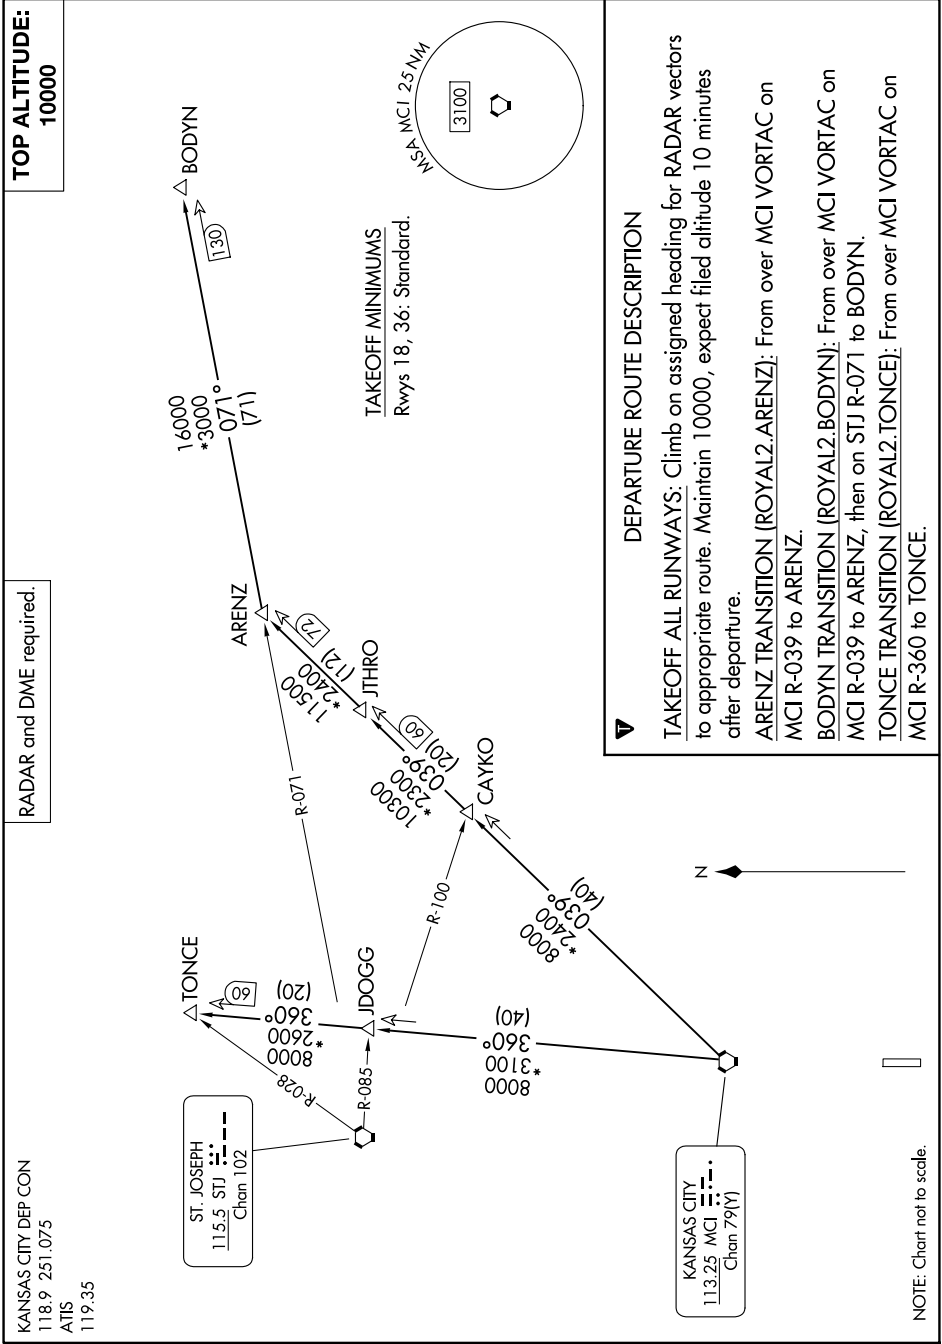 KANSAS CITY DEP CON
118.9 251.075
ATIS
119.35
RADAR and DME required.
TOP ALTITUDE:
10000
ST. JOSEPH
115.5 STJ
Chan 102
TONCE
60
8000
*2600
360°
(20)
R-028
R-085
JDOGG
8000
*3100
360°
(40)
R-071
R-100
KANSAS CITY
113.25 MCI
Chan 79(Y)
8000
*2400
039°
(40)
CAYKO
10300
*2300
039°
(20)
60
JTHRO
11500
*2400
(12)
72
ARENZ
16000
*3000
071°
(71)
130
BODYN
TAKEOFF MINIMUMS
Rwys 18, 36: Standard.
MSA MCI 25 NM
3100
N
NOTE: Chart not to scale.
T
DEPARTURE ROUTE DESCRIPTION
TAKEOFF ALL RUNWAYS: Climb on assigned heading for RADAR vectors
to appropriate route. Maintain 10000, expect filed altitude 10 minutes
after departure.
ARENZ TRANSITION (ROYAL2.ARENZ): From over MCI VORTAC on
MCI R-039 to ARENZ.
BODYN TRANSITION (ROYAL2.BODYN): From over MCI VORTAC on
MCI R-039 to ARENZ, then on STJ R-071 to BODYN.
TONCE TRANSITION (ROYAL2.TONCE): From over MCI VORTAC on
MCI R-360 to TONCE.